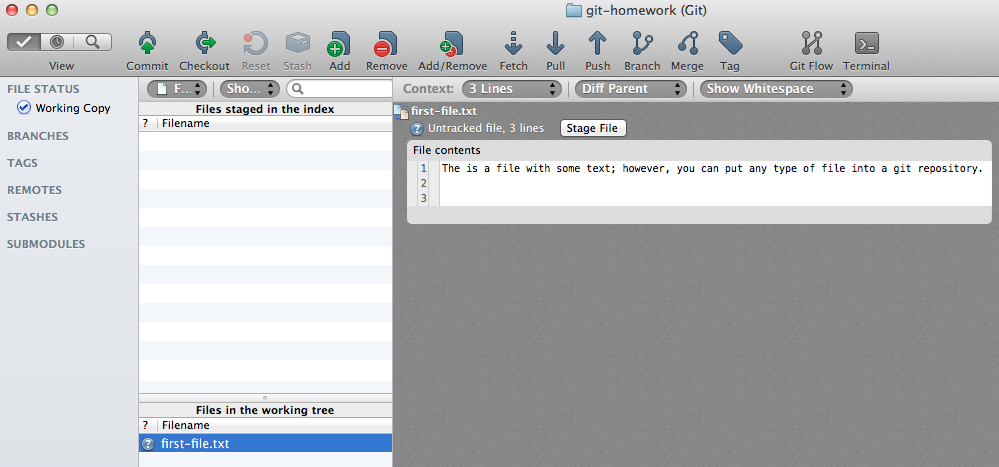 git-homework (Git)
View Commit Checkout Reset Stash Add Remove Add/Remove Fetch Pull Push Branch Merge Tag Git Flow Terminal
FILE STATUS
Working Copy
BRANCHES
TAGS
REMOTES
STASHES
SUBMODULES
F... Sho...
Files staged in the index
? Filename
Files in the working tree
? Filename
? first-file.txt
Context: 3 Lines Diff Parent Show Whitespace
first-file.txt
? Untracked file, 3 lines Stage File
File contents
1 The is a file with some text; however, you can put any type of file into a git repository.
2
3